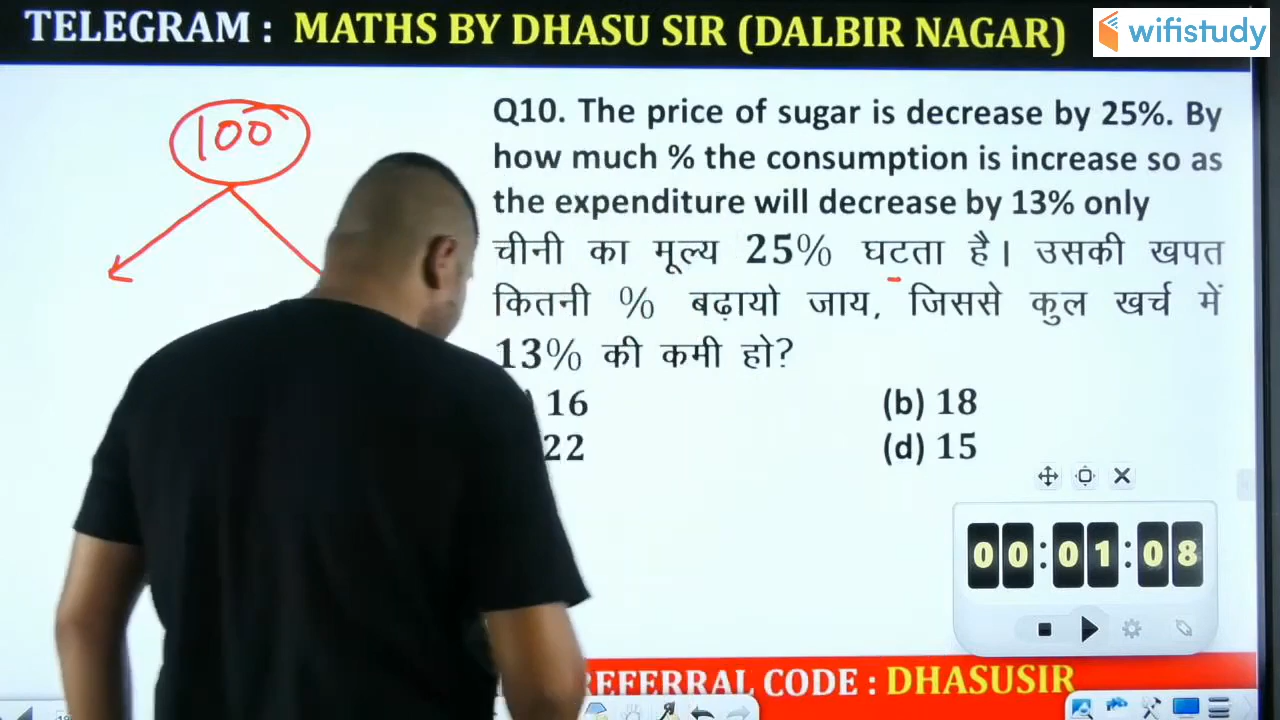 TELEGRAM : MATHS BY DHASU SIR (DALBIR NAGAR)
wifistudy
100
Q10. The price of sugar is decrease by 25%. By
how much % the consumption is increase so as
the expenditure will decrease by 13% only
चीनी का मूल्य 25% घटता है। उसकी खपत
कितनी % बढ़ायो जाय, जिससे कुल खर्च में
13% की कमी हो?
16 (b) 18
22 (d) 15
00:01:08
REFERRAL CODE : DHASUSIR